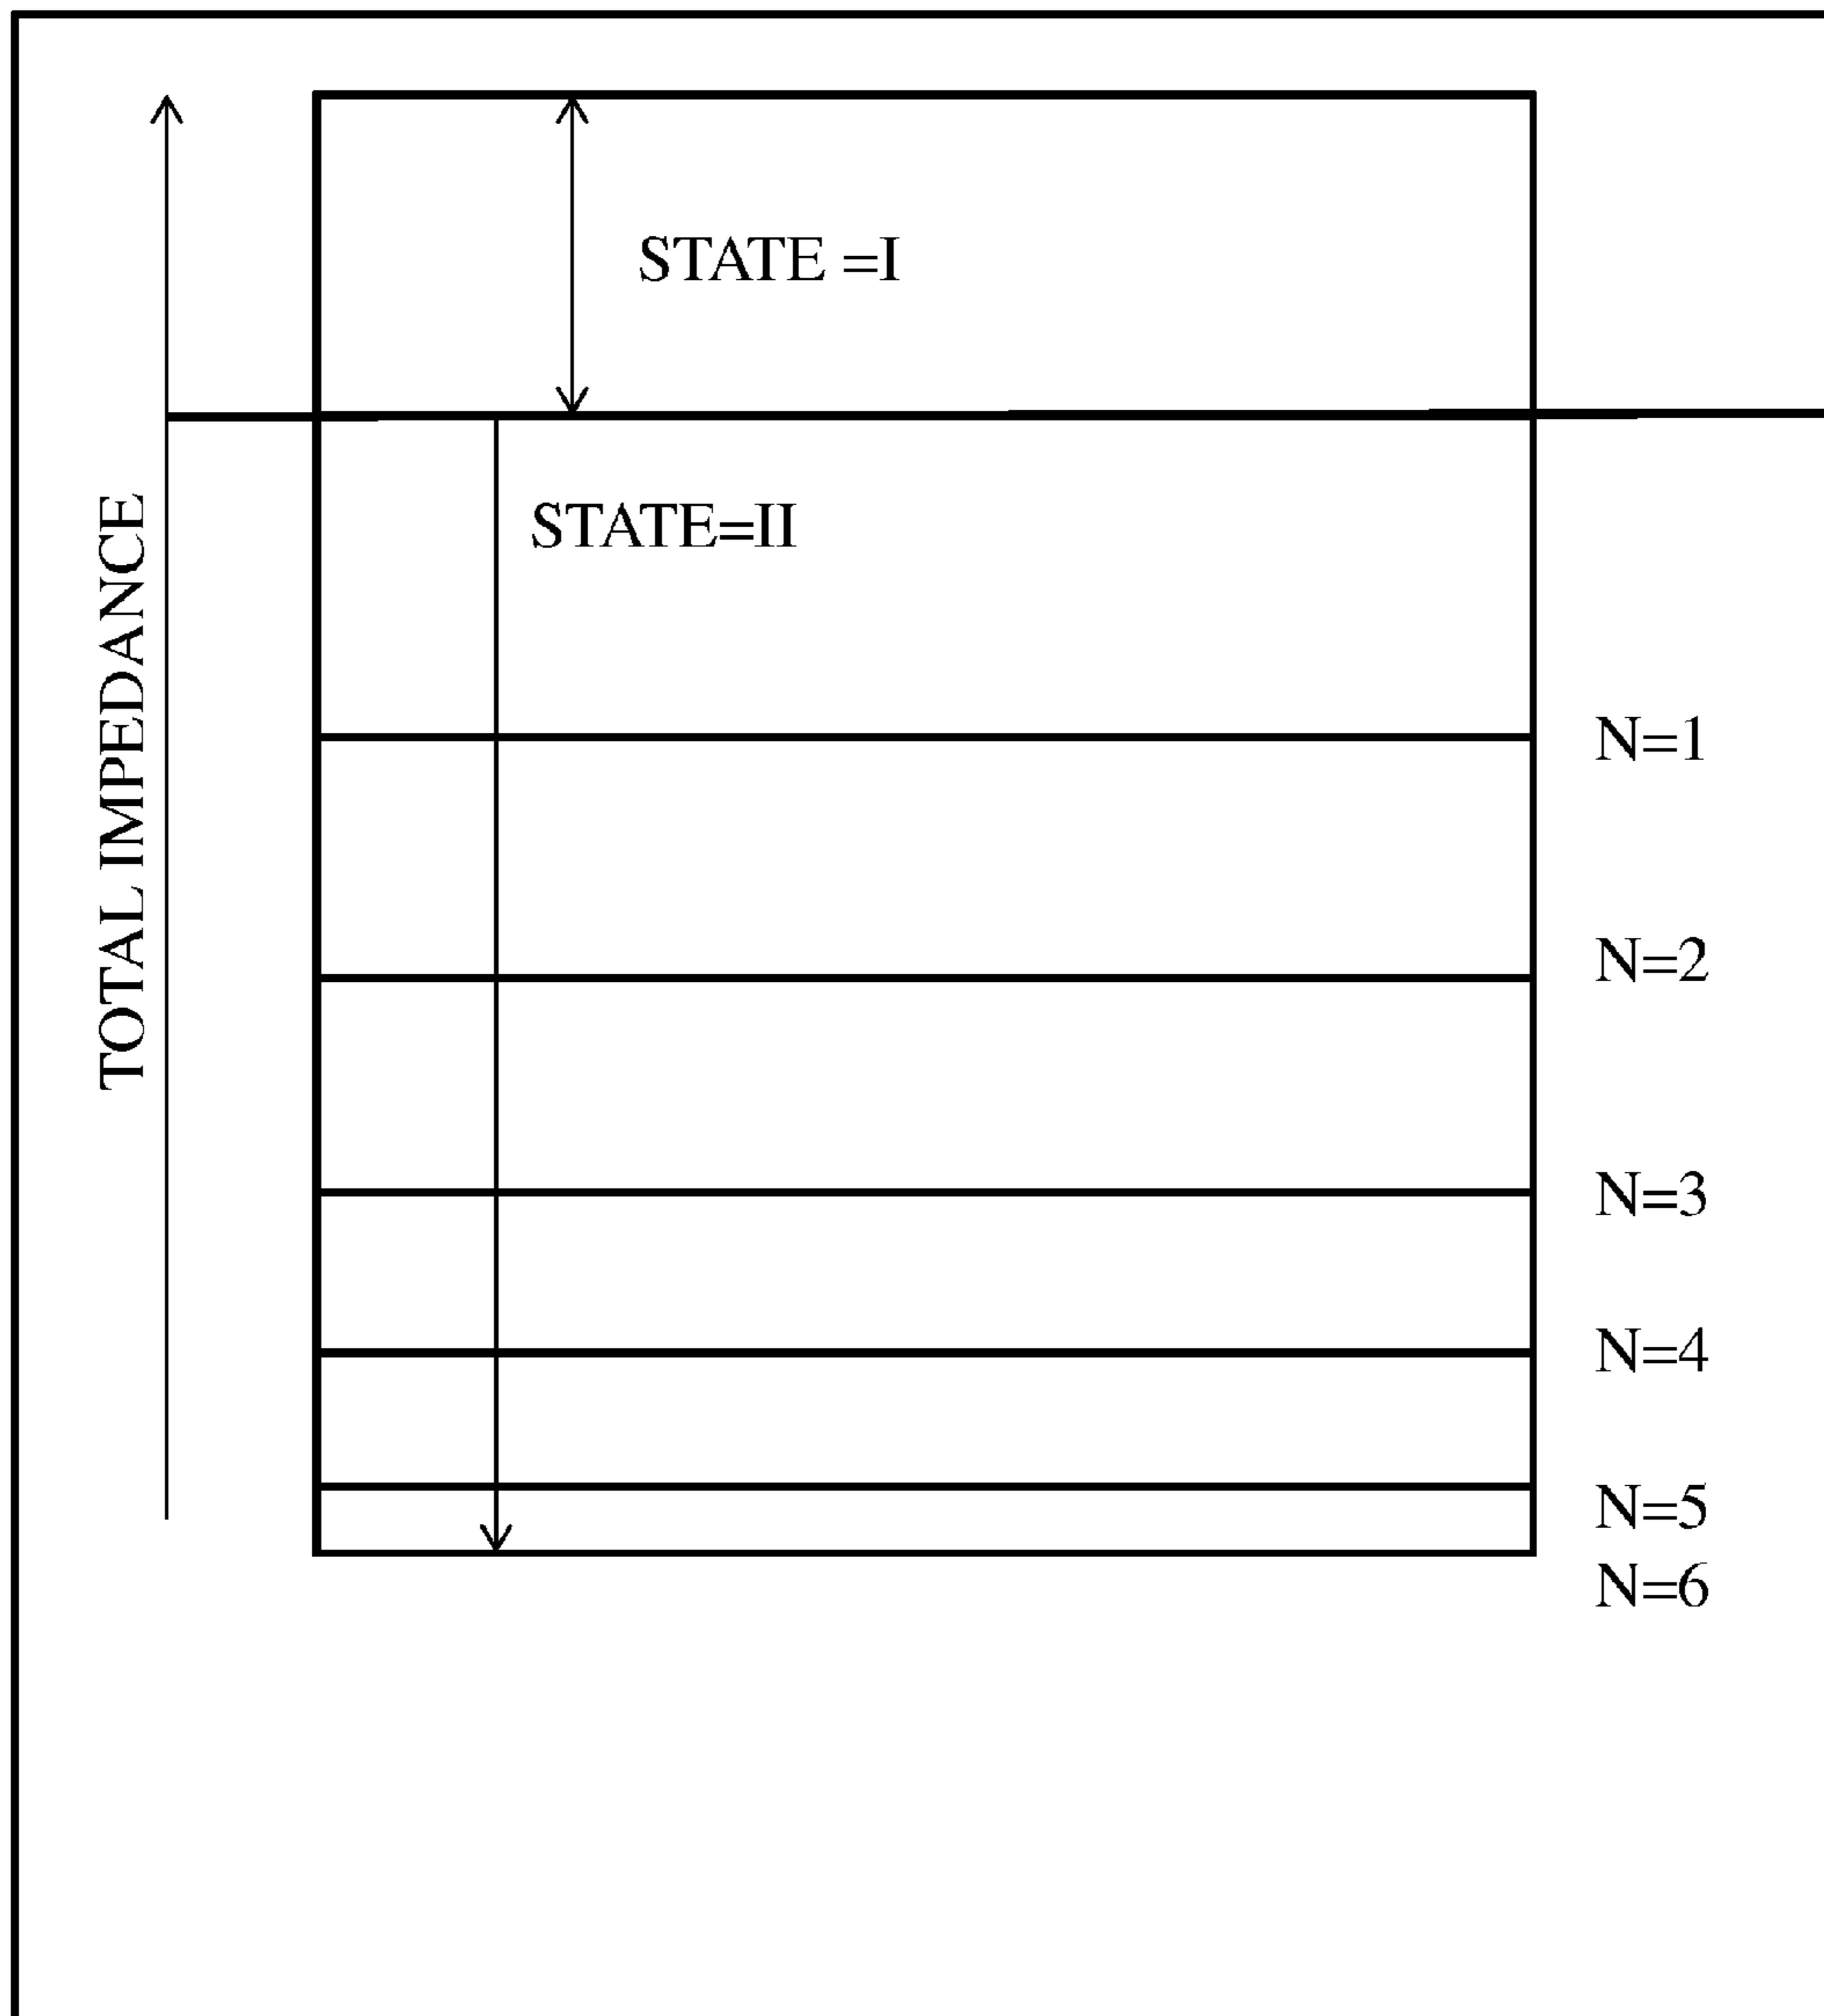 STATE =I
STATE=II
TOTAL IMPEDANCE
N=1
N=2
N=3
N=4
N=5
N=6